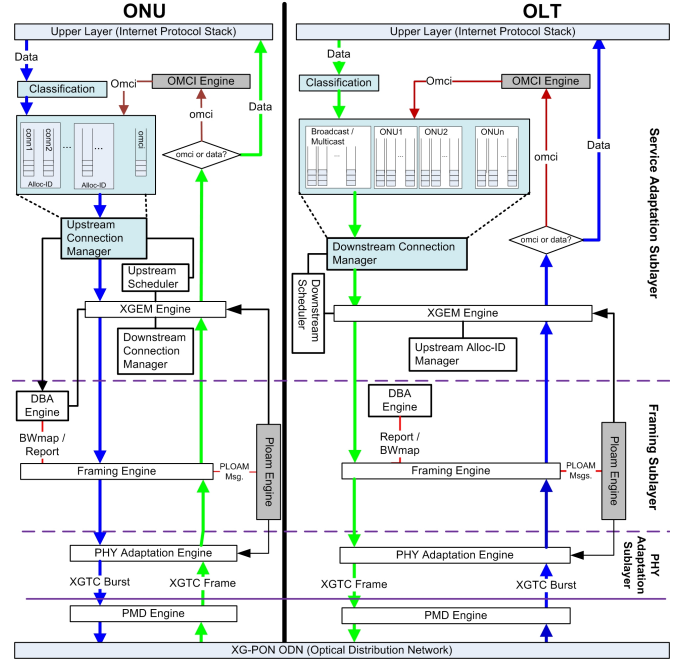 ONU
OLT
Upper Layer (Internet Protocol Stack)
Upper Layer (Internet Protocol Stack)
Data
Classification
Omci
OMCI Engine
omci
Data
conn1
conn2
...
...
omci
Alloc-ID
Alloc-ID
omci or data?
Upstream
Connection
Manager
Upstream
Scheduler
XGEM Engine
Downstream
Connection
Manager
DBA
Engine
BWmap /
Report
Framing Engine
PLOAM
Msg.
Ploam Engine
PHY Adaptation Engine
XGTC Burst
XGTC Frame
PMD Engine
Data
Classification
Omci
OMCI Engine
omci
Data
Broadcast /
Multicast
ONU1
ONU2
ONUn
...
...
...
...
...
omci or data?
Downstream Connection
Manager
Downstream
Scheduler
XGEM Engine
Upstream Alloc-ID
Manager
DBA
Engine
Report /
BWmap
Framing Engine
PLOAM
Msgs.
Ploam Engine
PHY Adaptation Engine
XGTC Frame
XGTC Burst
PMD Engine
Service Adaptation Sublayer
Framing Sublayer
PHY
Adaptation
Sublayer
XG-PON ODN (Optical Distribution Network)